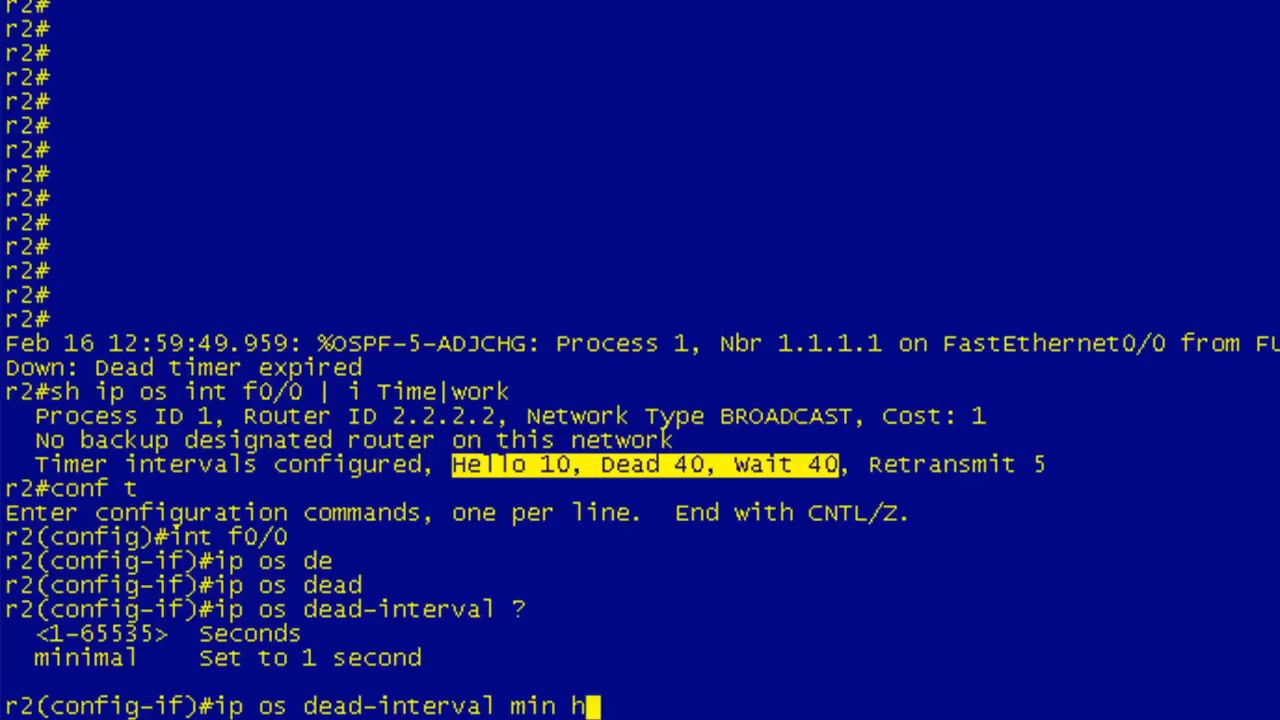 r2#
r2#
r2#
r2#
r2#
r2#
r2#
r2#
r2#
r2#
r2#
r2#
r2#
r2#
Feb 16 12:59:49.959: %OSPF-5-ADJCHG: Process 1, Nbr 1.1.1.1 on FastEthernet0/0 from FU
Down: Dead timer expired
r2#sh ip os int f0/0 | i Time|work
  Process ID 1, Router ID 2.2.2.2, Network Type BROADCAST, Cost: 1
  No backup designated router on this network
  Timer intervals configured, Hello 10, Dead 40, Wait 40, Retransmit 5
r2#conf t
Enter configuration commands, one per line.  End with CNTL/Z.
r2(config)#int f0/0
r2(config-if)#ip os de
r2(config-if)#ip os dead
r2(config-if)#ip os dead-interval ?
  <1-65535>  Seconds
  minimal    Set to 1 second
r2(config-if)#ip os dead-interval min h